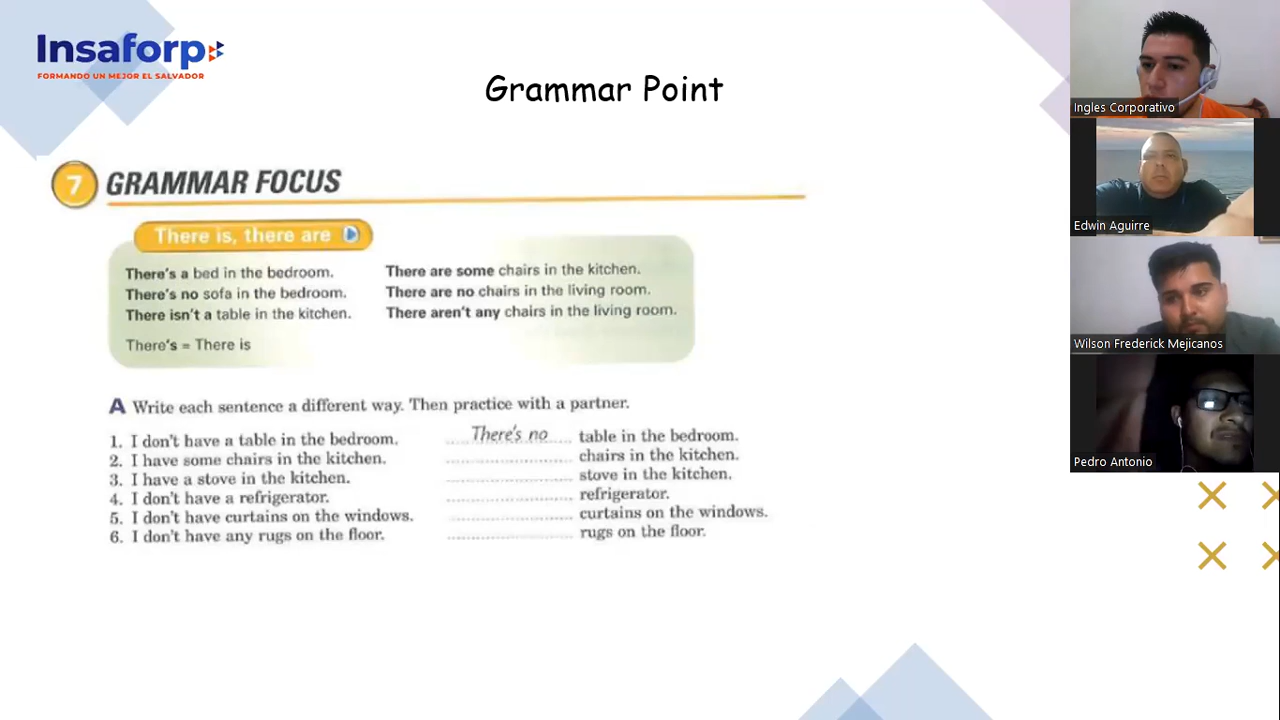 Insaforp
FORMANDO UN MEJOR EL SALVADOR
Grammar Point
7 GRAMMAR FOCUS
There is, there are
There's a bed in the bedroom.
There's no sofa in the bedroom.
There isn't a table in the kitchen.
There's = There is
There are some chairs in the kitchen.
There are no chairs in the living room.
There aren't any chairs in the living room.
A Write each sentence a different way. Then practice with a partner.
1. I don't have a table in the bedroom. There's no table in the bedroom.
2. I have some chairs in the kitchen. chairs in the kitchen.
3. I have a stove in the kitchen. stove in the kitchen.
4. I don't have a refrigerator. refrigerator.
5. I don't have curtains on the windows. curtains on the windows.
6. I don't have any rugs on the floor. rugs on the floor.
Ingles Corporativo
Edwin Aguirre
Wilson Frederick Mejicanos
Pedro Antonio